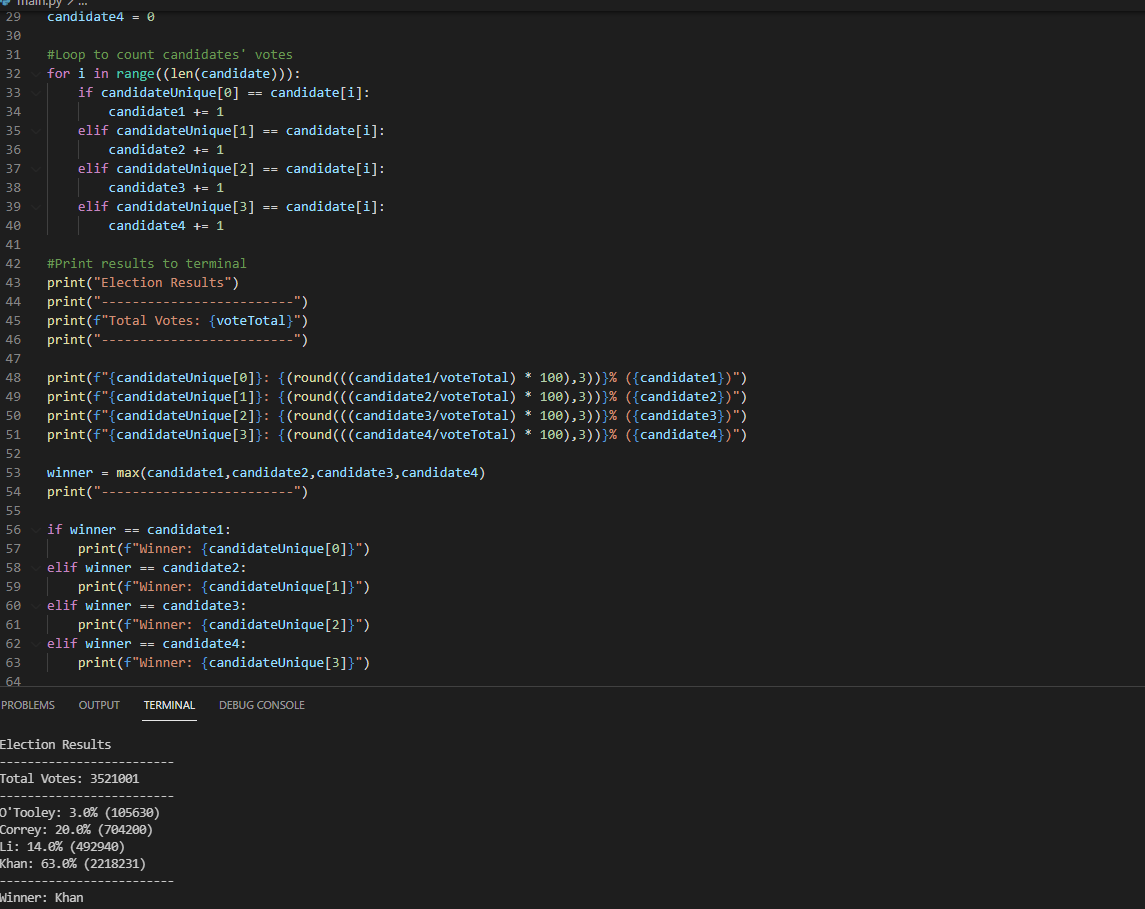 main.py > ...
29 candidate4 = 0
30
31 #Loop to count candidates' votes
32 for i in range((len(candidate))):
33     if candidateUnique[0] == candidate[i]:
34         candidate1 += 1
35     elif candidateUnique[1] == candidate[i]:
36         candidate2 += 1
37     elif candidateUnique[2] == candidate[i]:
38         candidate3 += 1
39     elif candidateUnique[3] == candidate[i]:
40         candidate4 += 1
41
42 #Print results to terminal
43 print("Election Results")
44 print("-------------------------")
45 print(f"Total Votes: {voteTotal}")
46 print("-------------------------")
47
48 print(f"{candidateUnique[0]}: {(round(((candidate1/voteTotal) * 100),3))}% ({candidate1})")
49 print(f"{candidateUnique[1]}: {(round(((candidate2/voteTotal) * 100),3))}% ({candidate2})")
50 print(f"{candidateUnique[2]}: {(round(((candidate3/voteTotal) * 100),3))}% ({candidate3})")
51 print(f"{candidateUnique[3]}: {(round(((candidate4/voteTotal) * 100),3))}% ({candidate4})")
52
53 winner = max(candidate1,candidate2,candidate3,candidate4)
54 print("-------------------------")
55
56 if winner == candidate1:
57     print(f"Winner: {candidateUnique[0]}")
58 elif winner == candidate2:
59     print(f"Winner: {candidateUnique[1]}")
60 elif winner == candidate3:
61     print(f"Winner: {candidateUnique[2]}")
62 elif winner == candidate4:
63     print(f"Winner: {candidateUnique[3]}")
64
PROBLEMS OUTPUT TERMINAL DEBUG CONSOLE
Election Results
-------------------------
Total Votes: 3521001
-------------------------
O'Tooley: 3.0% (105630)
Correy: 20.0% (704200)
Li: 14.0% (492940)
Khan: 63.0% (2218231)
-------------------------
Winner: Khan